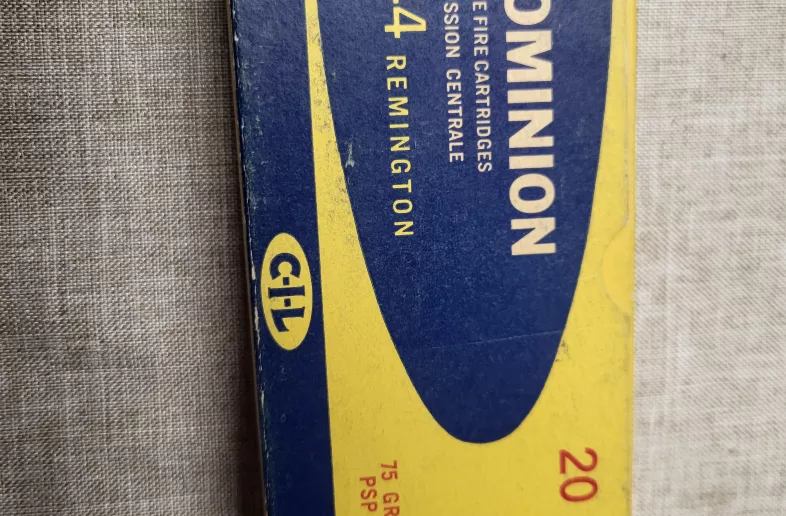 OMINION
E FIRE CARTRIDGES
SSION CENTRALE
4 REMINGTON
C-I-L
20
75 GR
PSP